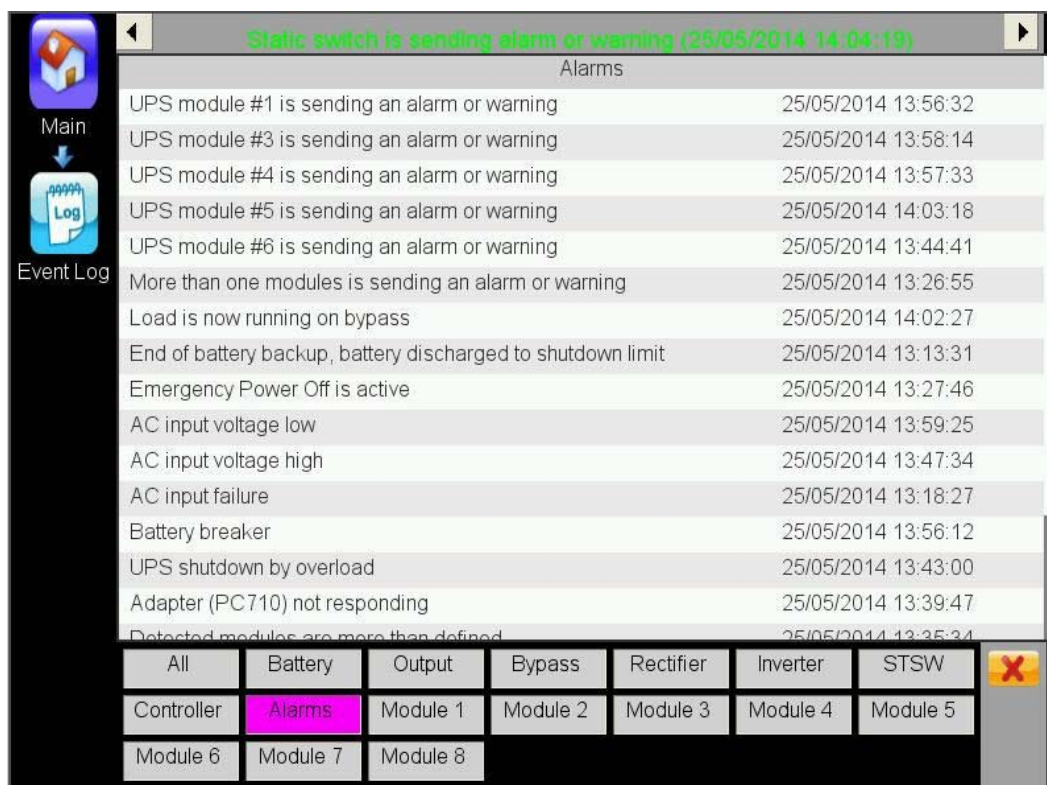 Static switch is sending alarm or warning (25/05/2014 14:04:19)
Main
Log
Event Log
Alarms
UPS module #1 is sending an alarm or warning 25/05/2014 13:56:32
UPS module #3 is sending an alarm or warning 25/05/2014 13:58:14
UPS module #4 is sending an alarm or warning 25/05/2014 13:57:33
UPS module #5 is sending an alarm or warning 25/05/2014 14:03:18
UPS module #6 is sending an alarm or warning 25/05/2014 13:44:41
More than one modules is sending an alarm or warning 25/05/2014 13:26:55
Load is now running on bypass 25/05/2014 14:02:27
End of battery backup, battery discharged to shutdown limit 25/05/2014 13:13:31
Emergency Power Off is active 25/05/2014 13:27:46
AC input voltage low 25/05/2014 13:59:25
AC input voltage high 25/05/2014 13:47:34
AC input failure 25/05/2014 13:18:27
Battery breaker 25/05/2014 13:56:12
UPS shutdown by overload 25/05/2014 13:43:00
Adapter (PC710) not responding 25/05/2014 13:39:47
Detected modules are more than defined 25/05/2014 13:35:34
All Battery Output Bypass Rectifier Inverter STSW
Controller Alarms Module 1 Module 2 Module 3 Module 4 Module 5
Module 6 Module 7 Module 8